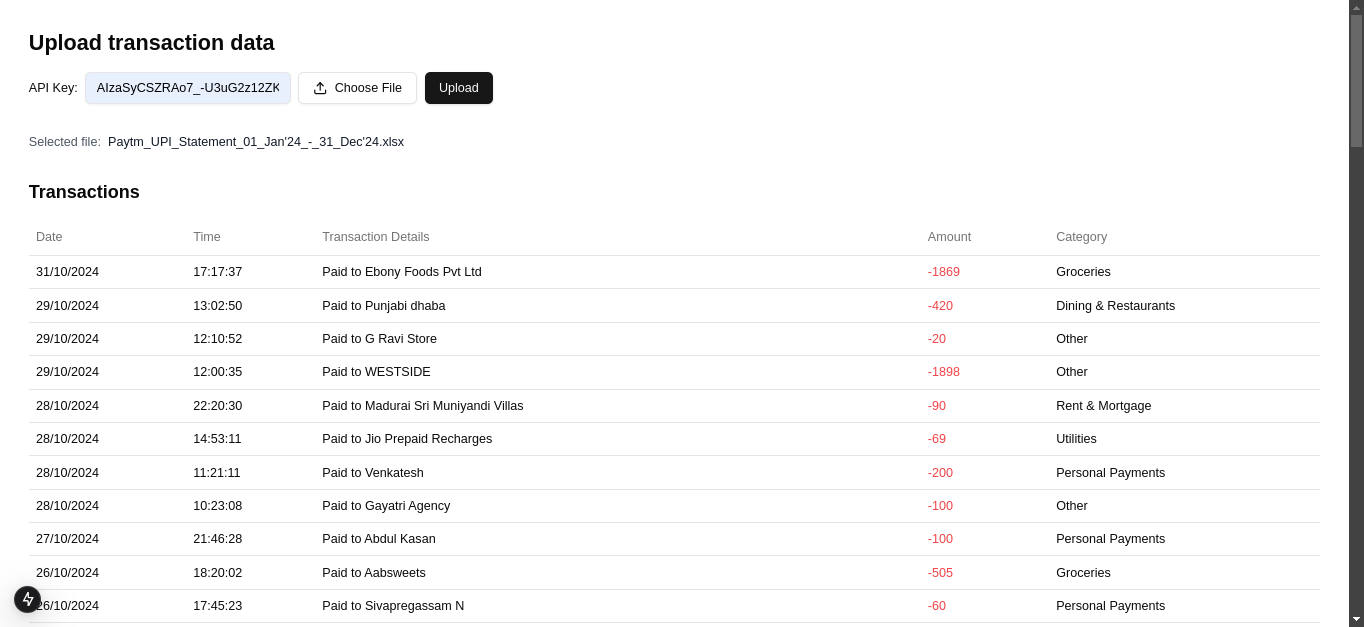 Upload transaction data
API Key: AIzaSyCSZRAo7_-U3uG2z12ZK Choose File Upload
Selected file: Paytm_UPI_Statement_01_Jan'24_-_31_Dec'24.xlsx
Transactions
Date Time Transaction Details Amount Category
31/10/2024 17:17:37 Paid to Ebony Foods Pvt Ltd -1869 Groceries
29/10/2024 13:02:50 Paid to Punjabi dhaba -420 Dining & Restaurants
29/10/2024 12:10:52 Paid to G Ravi Store -20 Other
29/10/2024 12:00:35 Paid to WESTSIDE -1898 Other
28/10/2024 22:20:30 Paid to Madurai Sri Muniyandi Villas -90 Rent & Mortgage
28/10/2024 14:53:11 Paid to Jio Prepaid Recharges -69 Utilities
28/10/2024 11:21:11 Paid to Venkatesh -200 Personal Payments
28/10/2024 10:23:08 Paid to Gayatri Agency -100 Other
27/10/2024 21:46:28 Paid to Abdul Kasan -100 Personal Payments
26/10/2024 18:20:02 Paid to Aabsweets -505 Groceries
26/10/2024 17:45:23 Paid to Sivapregassam N -60 Personal Payments